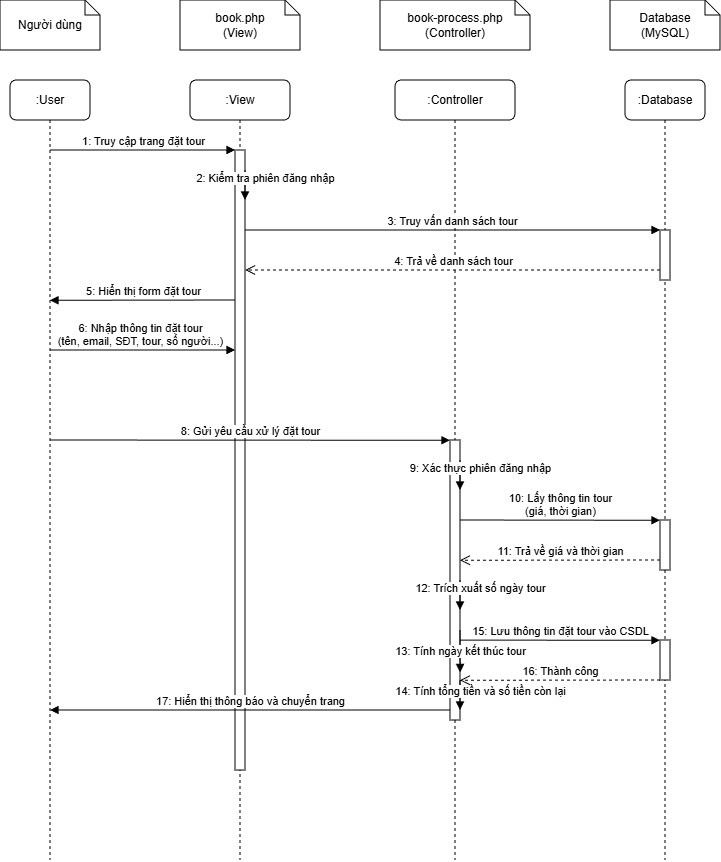 Người dùng
book.php
(View)
book-process.php
(Controller)
Database
(MySQL)
:User
:View
:Controller
:Database
1: Truy cập trang đặt tour
2: Kiểm tra phiên đăng nhập
3: Truy vấn danh sách tour
4: Trả về danh sách tour
5: Hiển thị form đặt tour
6: Nhập thông tin đặt tour
(tên, email, SĐT, tour, số người...)
8: Gửi yêu cầu xử lý đặt tour
9: Xác thực phiên đăng nhập
10: Lấy thông tin tour
(giá, thời gian)
11: Trả về giá và thời gian
12: Trích xuất số ngày tour
15: Lưu thông tin đặt tour vào CSDL
13: Tính ngày kết thúc tour
16: Thành công
14: Tính tổng tiền và số tiền còn lại
17: Hiển thị thông báo và chuyển trang